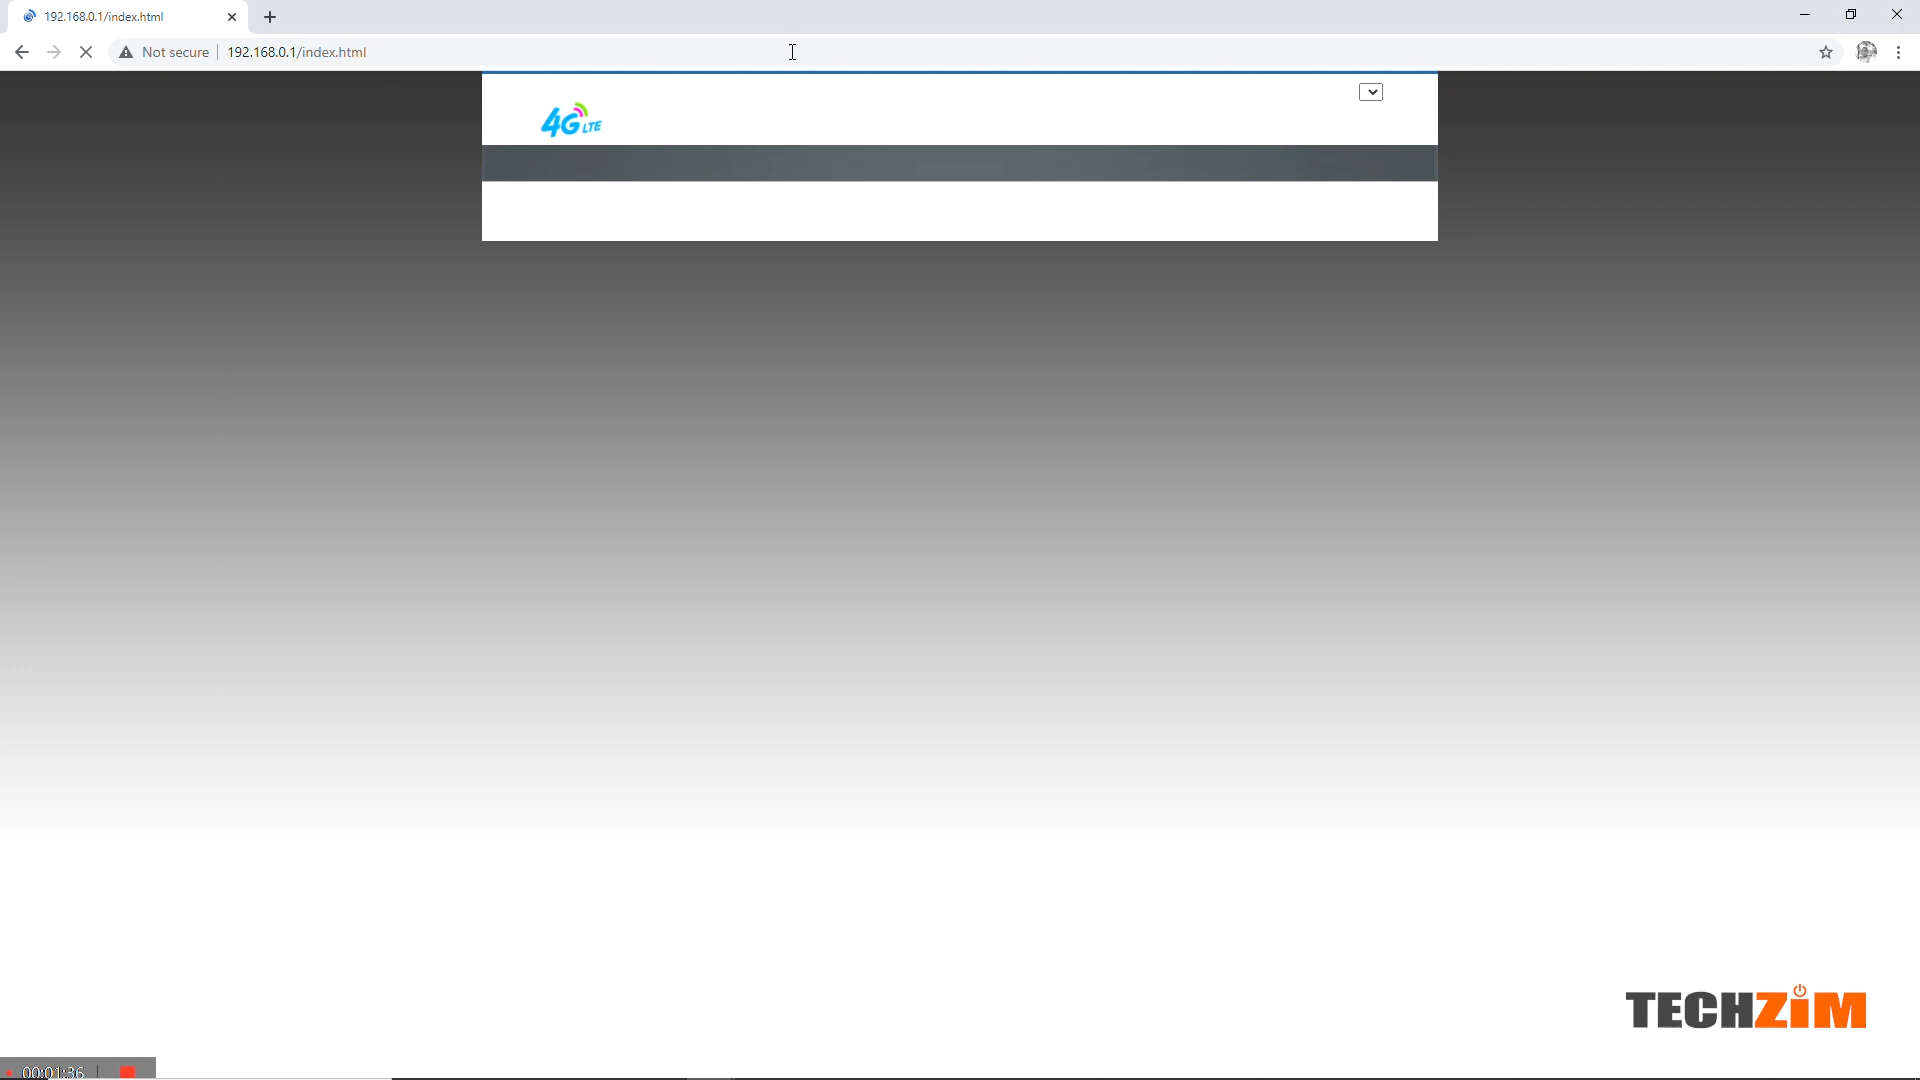 192.168.0.1/index.html
Not secure
192.168.0.1/index.html
4G LTE
TECHZiM
00:01:36